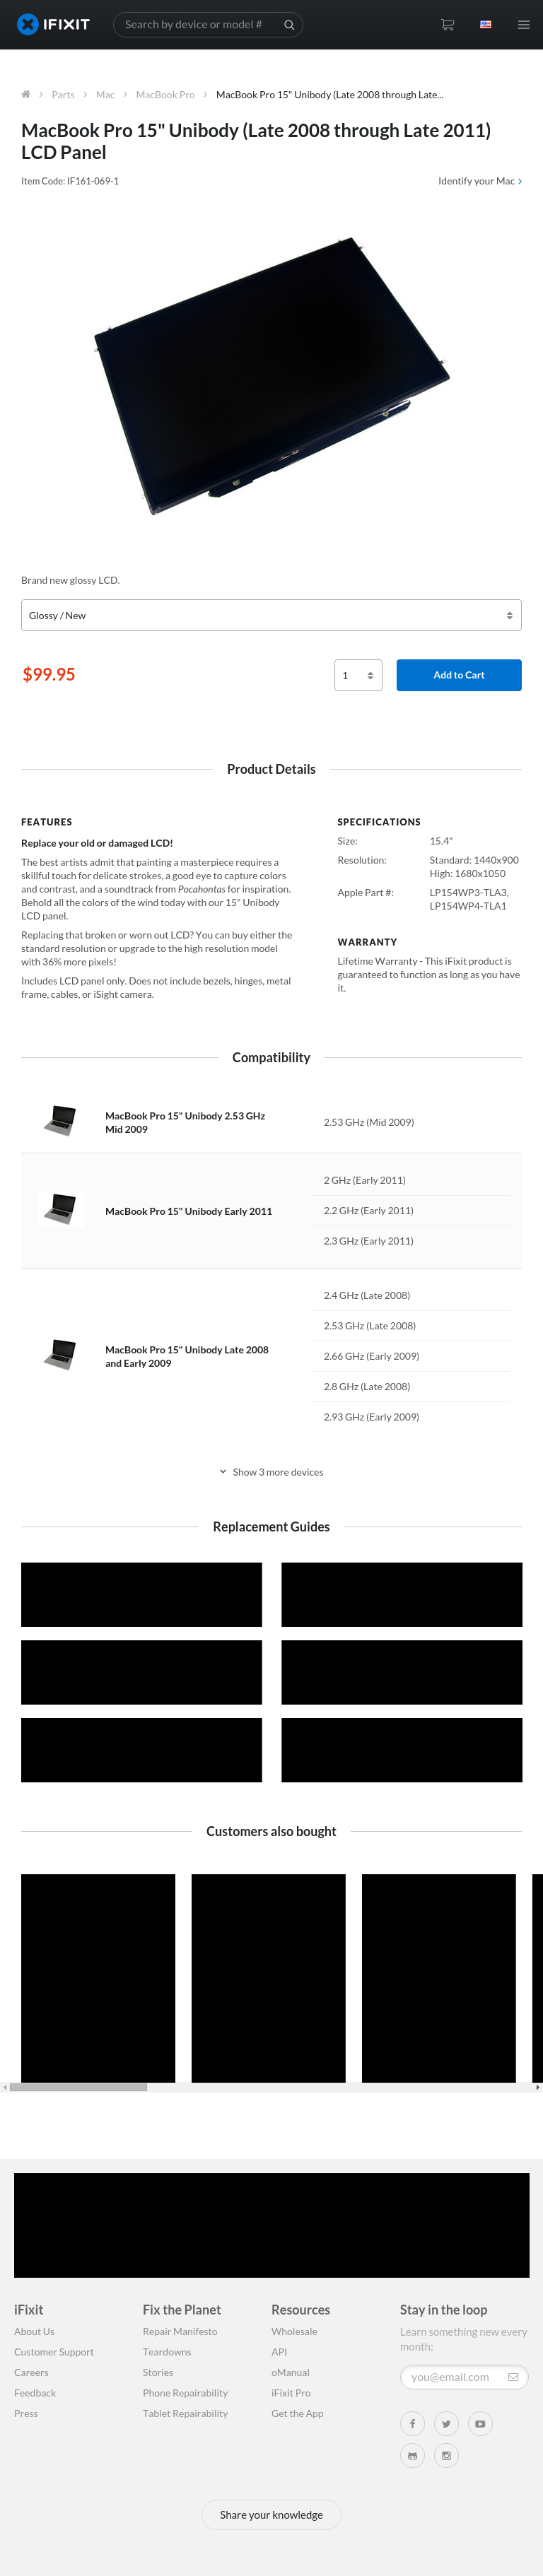 IFIXIT
Search by device or model #
Parts > Mac > MacBook Pro > MacBook Pro 15" Unibody (Late 2008 through Late...
MacBook Pro 15" Unibody (Late 2008 through Late 2011)
LCD Panel
Item Code: IF161-069-1
Identify your Mac >
Brand new glossy LCD.
Glossy / New
$99.95
1
Add to Cart
Product Details
FEATURES
Replace your old or damaged LCD!
The best artists admit that painting a masterpiece requires a
skillful touch for delicate strokes, a good eye to capture colors
and contrast, and a soundtrack from Pocahontas for inspiration.
Behold all the colors of the wind today with our 15" Unibody
LCD panel.
Replacing that broken or worn out LCD? You can buy either the
standard resolution or upgrade to the high resolution model
with 36% more pixels!
Includes LCD panel only. Does not include bezels, hinges, metal
frame, cables, or iSight camera.
SPECIFICATIONS
Size: 15.4"
Resolution: Standard: 1440x900
High: 1680x1050
Apple Part #: LP154WP3-TLA3,
LP154WP4-TLA1
WARRANTY
Lifetime Warranty - This iFixit product is
guaranteed to function as long as you have
it.
Compatibility
MacBook Pro 15" Unibody 2.53 GHz
Mid 2009
2.53 GHz (Mid 2009)
MacBook Pro 15" Unibody Early 2011
2 GHz (Early 2011)
2.2 GHz (Early 2011)
2.3 GHz (Early 2011)
MacBook Pro 15" Unibody Late 2008
and Early 2009
2.4 GHz (Late 2008)
2.53 GHz (Late 2008)
2.66 GHz (Early 2009)
2.8 GHz (Late 2008)
2.93 GHz (Early 2009)
Show 3 more devices
Replacement Guides
Customers also bought
iFixit
About Us
Customer Support
Careers
Feedback
Press
Fix the Planet
Repair Manifesto
Teardowns
Stories
Phone Repairability
Tablet Repairability
Resources
Wholesale
API
oManual
iFixit Pro
Get the App
Stay in the loop
Learn something new every
month:
you@email.com
Share your knowledge